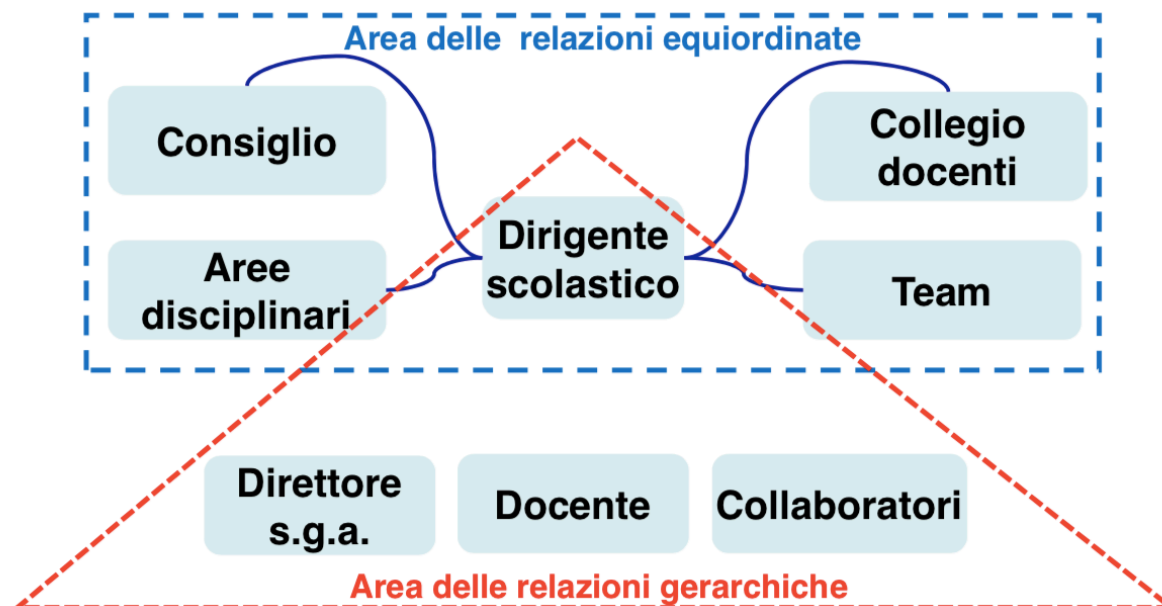 Area delle relazioni equiordinate
Consiglio
Collegio
docenti
Dirigente
scolastico
Aree
disciplinari
Team
Direttore
s.g.a.
Docente
Collaboratori
Area delle relazioni gerarchiche